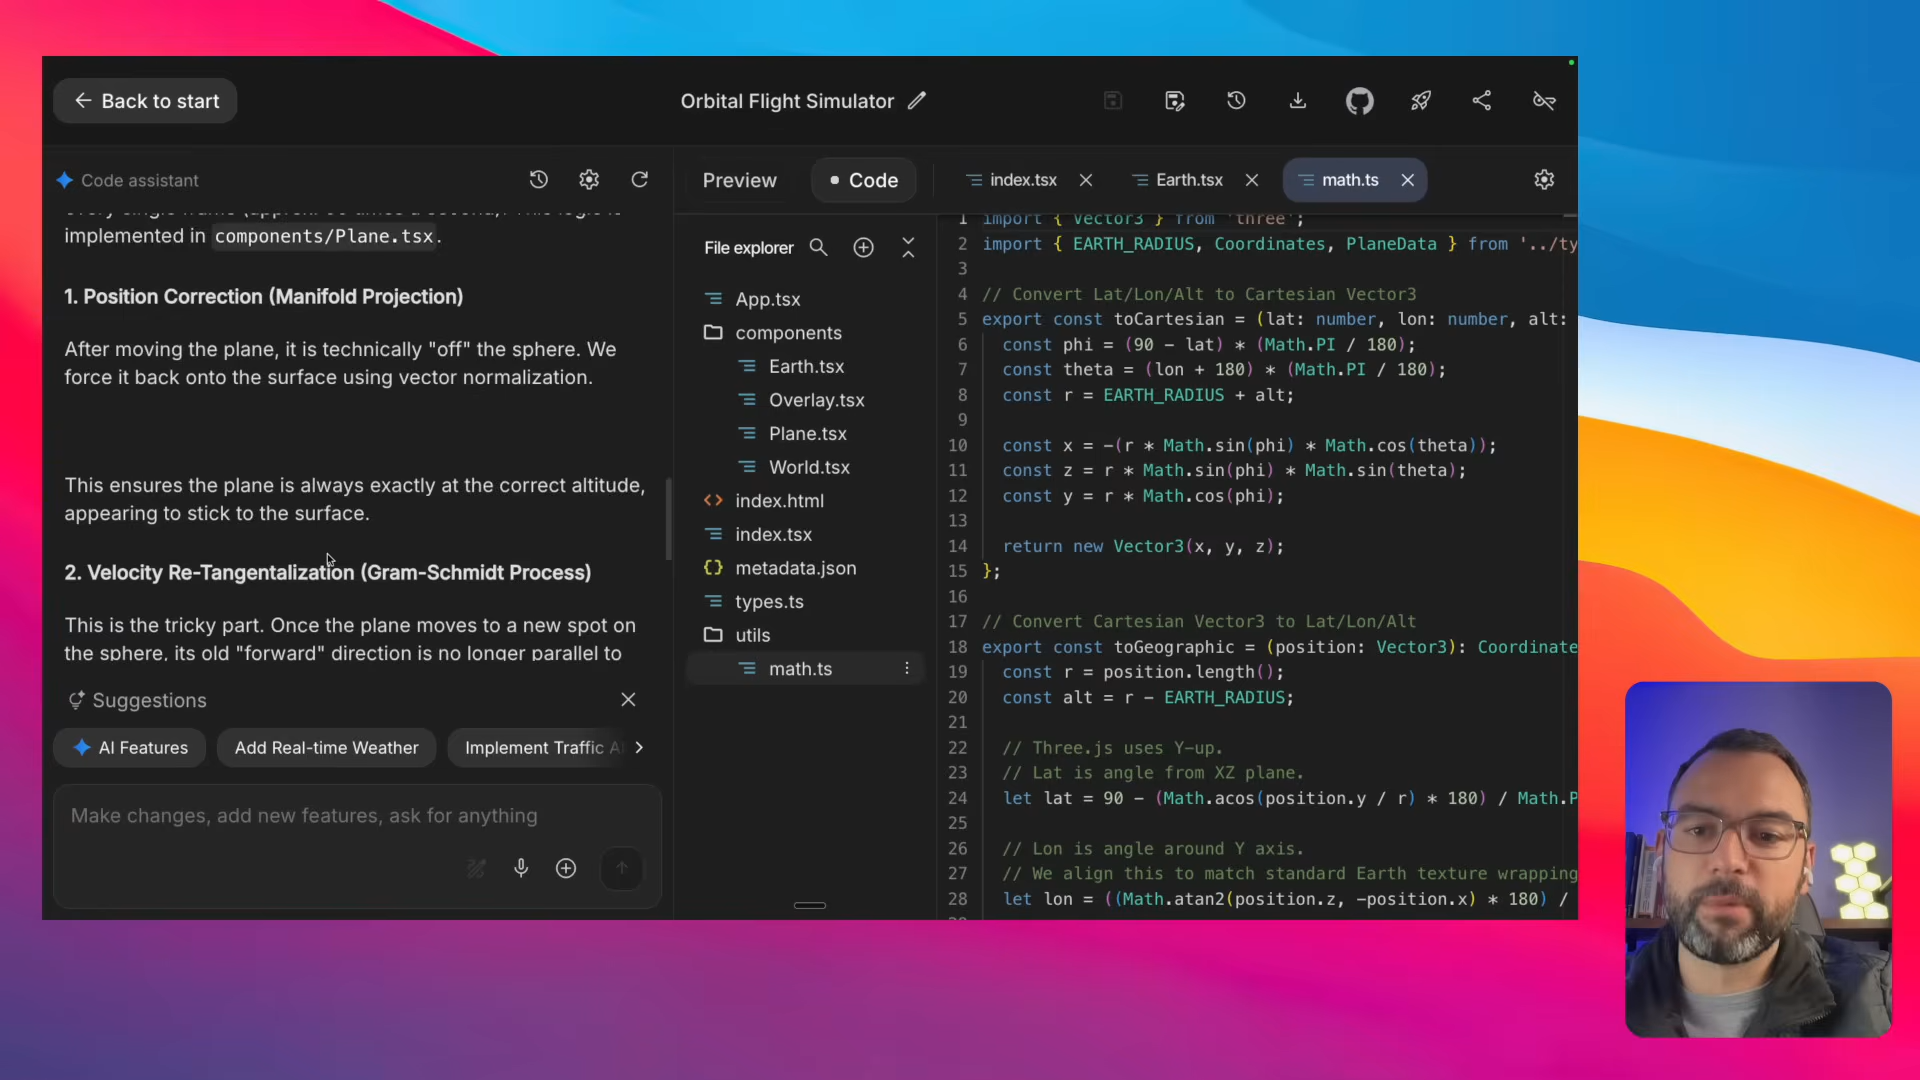 Back to start
Orbital Flight Simulator
Code assistant
every single frame (approx. 60 times a second). This logic is
implemented in components/Plane.tsx.
1. Position Correction (Manifold Projection)
After moving the plane, it is technically "off" the sphere. We
force it back onto the surface using vector normalization.
This ensures the plane is always exactly at the correct altitude,
appearing to stick to the surface.
2. Velocity Re-Tangentalization (Gram-Schmidt Process)
This is the tricky part. Once the plane moves to a new spot on
the sphere, its old "forward" direction is no longer parallel to
Suggestions
AI Features
Add Real-time Weather
Implement Traffic A
Make changes, add new features, ask for anything
Preview
Code
index.tsx
Earth.tsx
math.ts
File explorer
App.tsx
components
Earth.tsx
Overlay.tsx
Plane.tsx
World.tsx
index.html
index.tsx
metadata.json
types.ts
utils
math.ts
1 import { Vector3 } from 'three';
2 import { EARTH_RADIUS, Coordinates, PlaneData } from '../ty
3
4 // Convert Lat/Lon/Alt to Cartesian Vector3
5 export const toCartesian = (lat: number, lon: number, alt:
6 const phi = (90 - lat) * (Math.PI / 180);
7 const theta = (lon + 180) * (Math.PI / 180);
8 const r = EARTH_RADIUS + alt;
9
10 const x = -(r * Math.sin(phi) * Math.cos(theta));
11 const z = r * Math.sin(phi) * Math.sin(theta);
12 const y = r * Math.cos(phi);
13
14 return new Vector3(x, y, z);
15 };
16
17 // Convert Cartesian Vector3 to Lat/Lon/Alt
18 export const toGeographic = (position: Vector3): Coordinate
19 const r = position.length();
20 const alt = r - EARTH_RADIUS;
21
22 // Three.js uses Y-up.
23 // Lat is angle from XZ plane.
24 let lat = 90 - (Math.acos(position.y / r) * 180) / Math.P
25
26 // Lon is angle around Y axis.
27 // We align this to match standard Earth texture wrapping
28 let lon = ((Math.atan2(position.z, -position.x) * 180) /